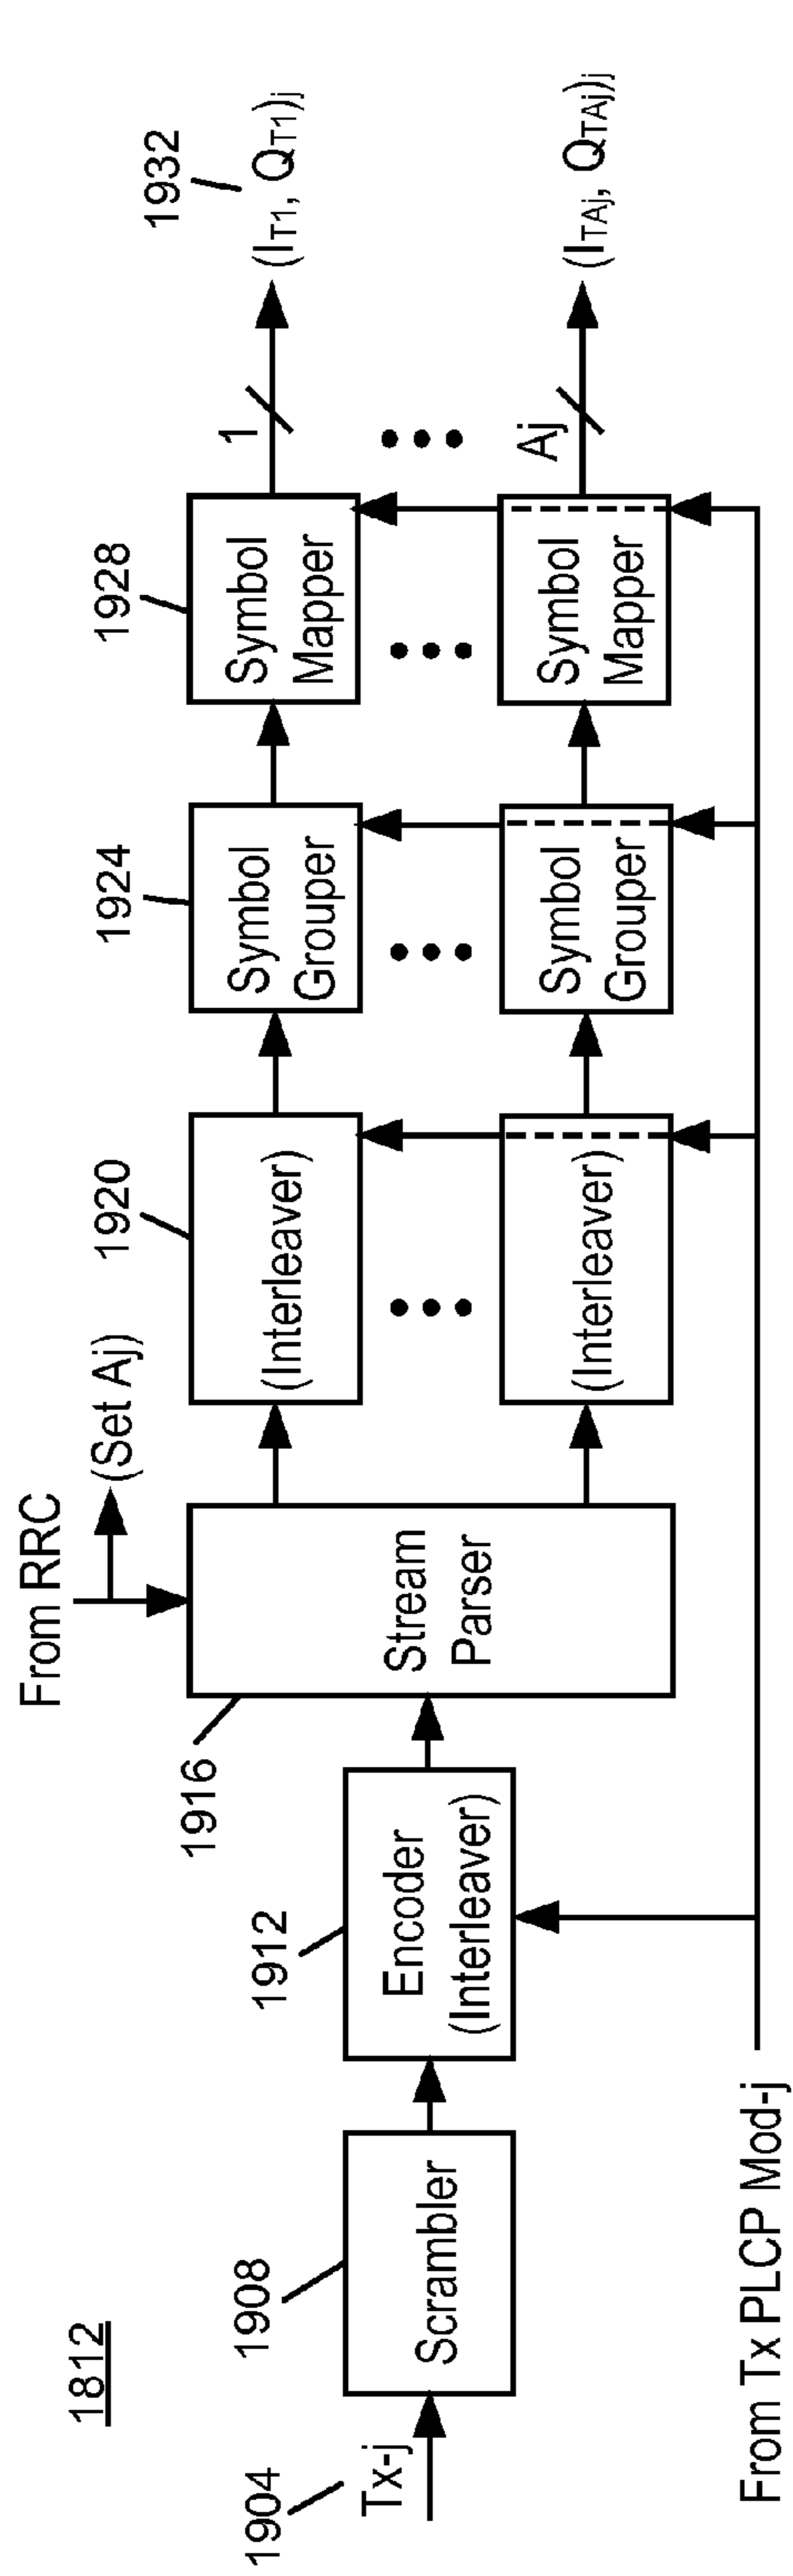 1812
1904
Tx-j
1908
Scrambler
1912
Encoder
(Interleaver)
1916
Stream
Parser
From RRC
(Set Aj)
1920
(Interleaver)
(Interleaver)
1924
Symbol
Grouper
Symbol
Grouper
1928
Symbol
Mapper
Symbol
Mapper
1
Aj
1932
(IT1, QT1)j
(ITAj, QTAj)j
From Tx PLCP Mod-j